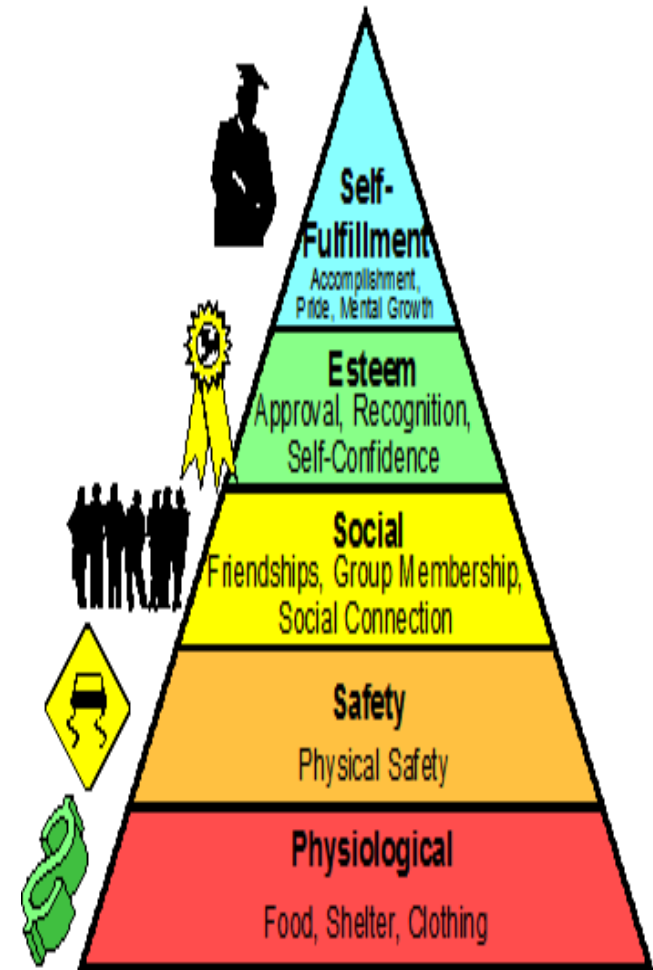 Self-
Fulfillment
Accomplishment,
Pride, Mental Growth
Esteem
Approval, Recognition,
Self-Confidence
Social
Friendships, Group Membership,
Social Connection
Safety
Physical Safety
Physiological
Food, Shelter, Clothing